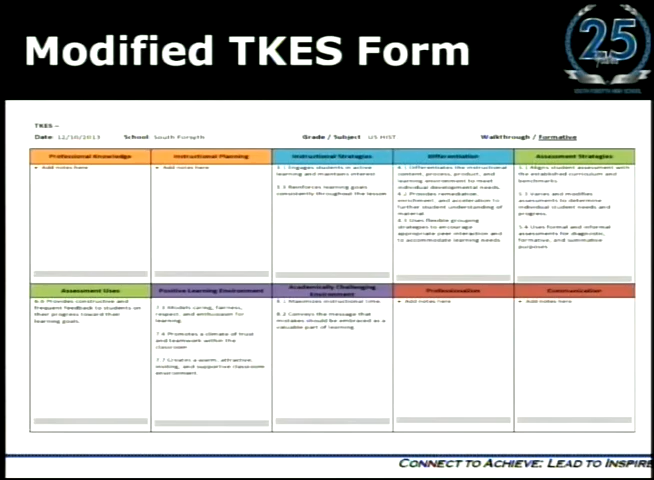 Modified TKES Form
25
SOUTH FORSYTH HIGH SCHOOL
TKES –
Date: 12/10/2013 School: South Forsyth Grade / Subject US HIST Walkthrough / Formative
Professional Knowledge
• Add notes here
Instructional Planning
• Add notes here
Instructional Strategies
3.1 Engages students in active
learning and maintains interest
Reinforces learning goals
consistently throughout the lesson
Differentiation
4.1 Differentiates the instructional
content, process, product, and
learning environment to meet
individual developmental needs.
4.2 Provides remediation,
enrichment, and acceleration to
further student understanding of
material
4.3 Uses flexible grouping
strategies to encourage
appropriate peer interaction and
to accommodate learning needs
Assessment Strategies
5.1 Aligns student assessment with
the established curriculum and
benchmarks
Varies and modifies
assessments to determine
individual student needs and
progress.
5.4 Uses formal and informal
assessments for diagnostic,
formative, and summative
purposes
Assessment Uses
Provides constructive and
frequent feedback to students on
their progress toward their
learning goals.
Positive Learning Environment
Models caring, fairness,
respect, and enthusiasm for
learning.
Promotes a climate of trust
and teamwork within the
classroom
7.7 Creates a warm, attractive,
inviting, and supportive classroom
environment.
Academically Challenging
Environment
8.1 Maximizes instructional time.
8.2 Conveys the message that
mistakes should be embraced as a
valuable part of learning
Professionalism
• Add notes here
Communication
• Add notes here
CONNECT TO ACHIEVE; LEAD TO INSPIRE